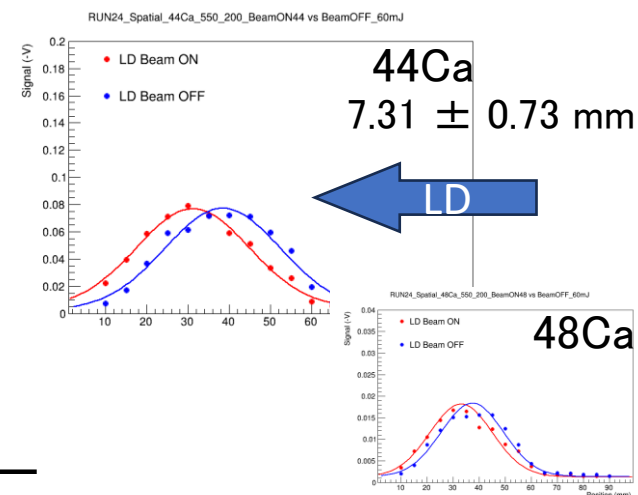 RUN24_Spatial_44Ca_550_200_BeamON44 vs BeamOFF_60mJ
Signal (-V)
0.2
0.18
0.16
0.14
0.12
0.1
0.08
0.06
0.04
0.02
0
LD Beam ON
LD Beam OFF
10 20 30 40 50 60
44Ca
7.31 ± 0.73 mm
LD
RUN24_Spatial_48Ca_550_200_BeamON48 vs BeamOFF_60mJ
Signal (-V)
0.04
0.035
0.03
0.025
0.02
0.015
0.01
0.005
0
LD Beam ON
LD Beam OFF
48Ca
10 20 30 40 50 60 70 80 90
Position (mm)